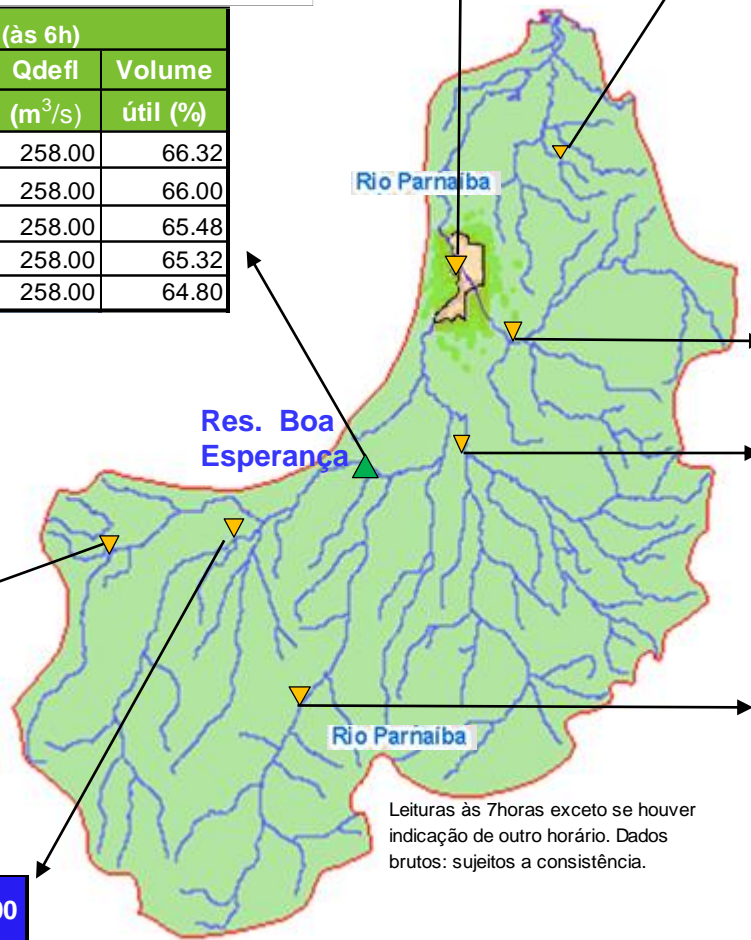 (às 6h)
Qdefl Volume
(m³/s) útil (%)
258.00 66.32
258.00 66.00
258.00 65.48
258.00 65.32
258.00 64.80
Rio Parnaiba
Res. Boa
Esperança
Rio Parnaiba
Leituras às 7horas exceto se houver
indicação de outro horário. Dados
brutos: sujeitos a consistência.